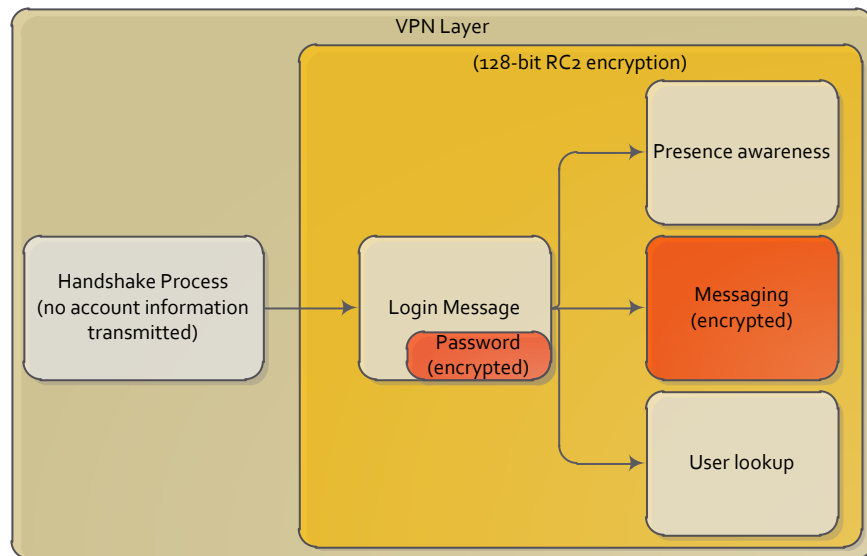 VPN Layer
(128-bit RC2 encryption)
Presence awareness
Handshake Process
(no account information
transmitted)
Login Message
Password
(encrypted)
Messaging
(encrypted)
User lookup